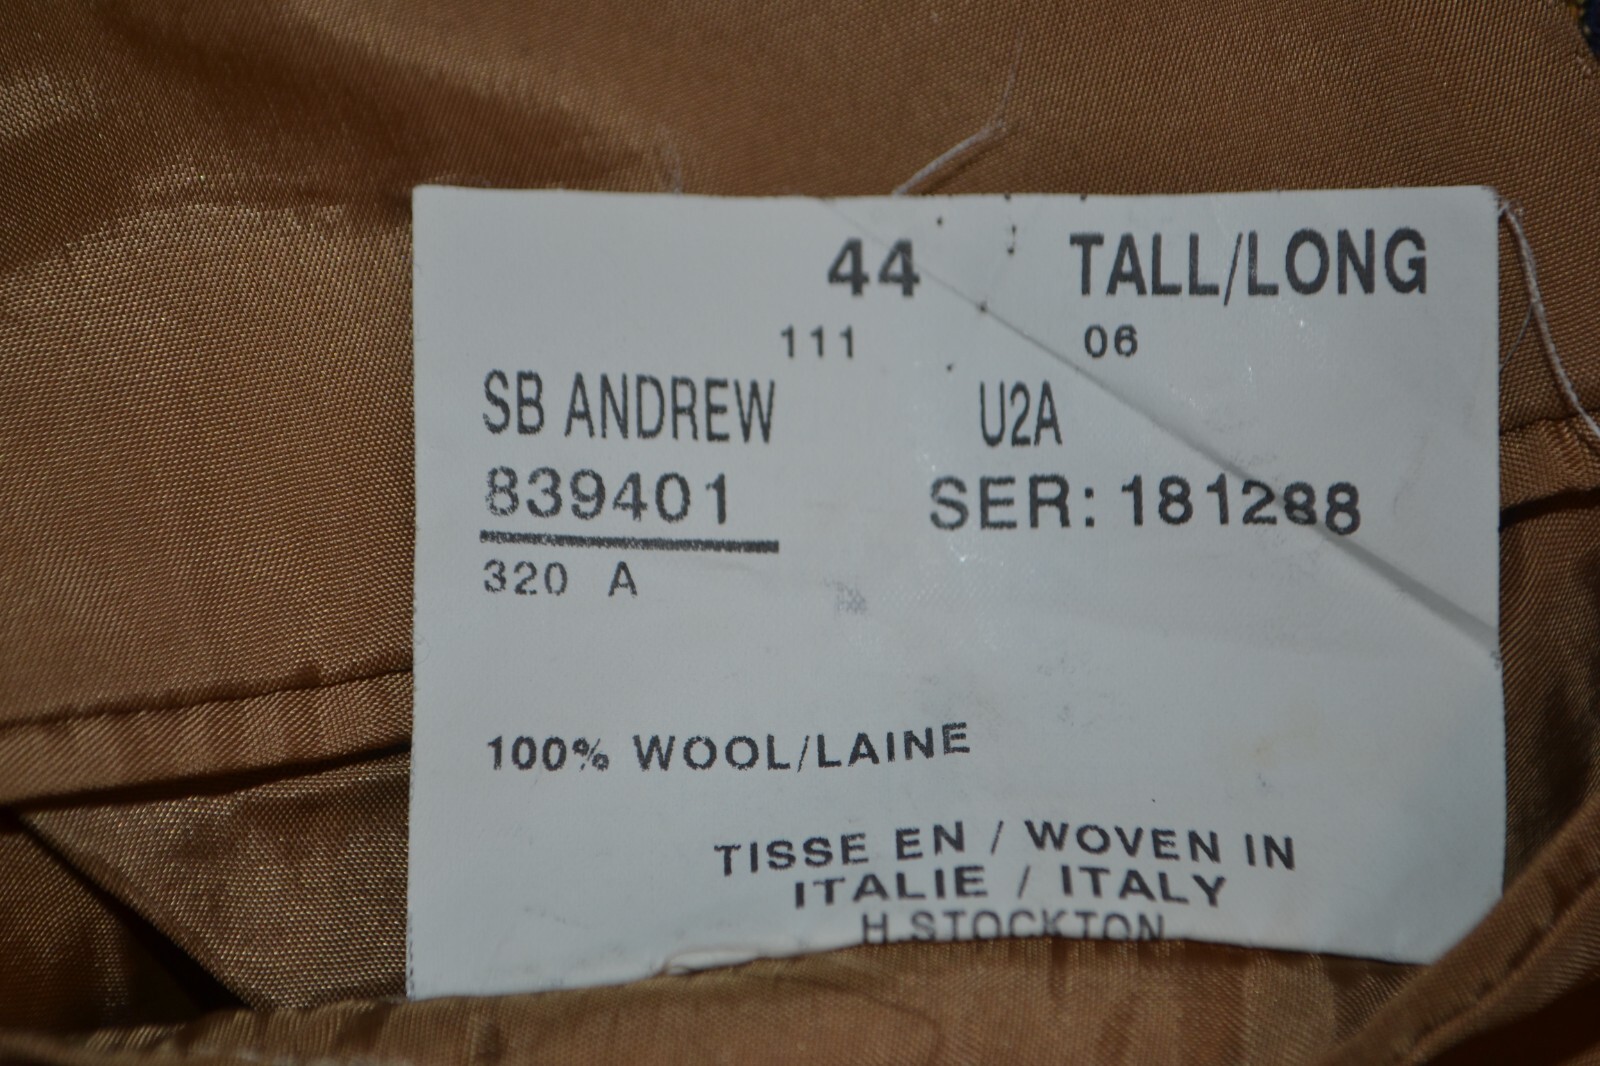 44 TALL/LONG
111 06
SB ANDREW U2A
839401 SER: 181288
320 A
100% WOOL/LAINE
TISSE EN / WOVEN IN
ITALIE / ITALY
H.STOCKTON